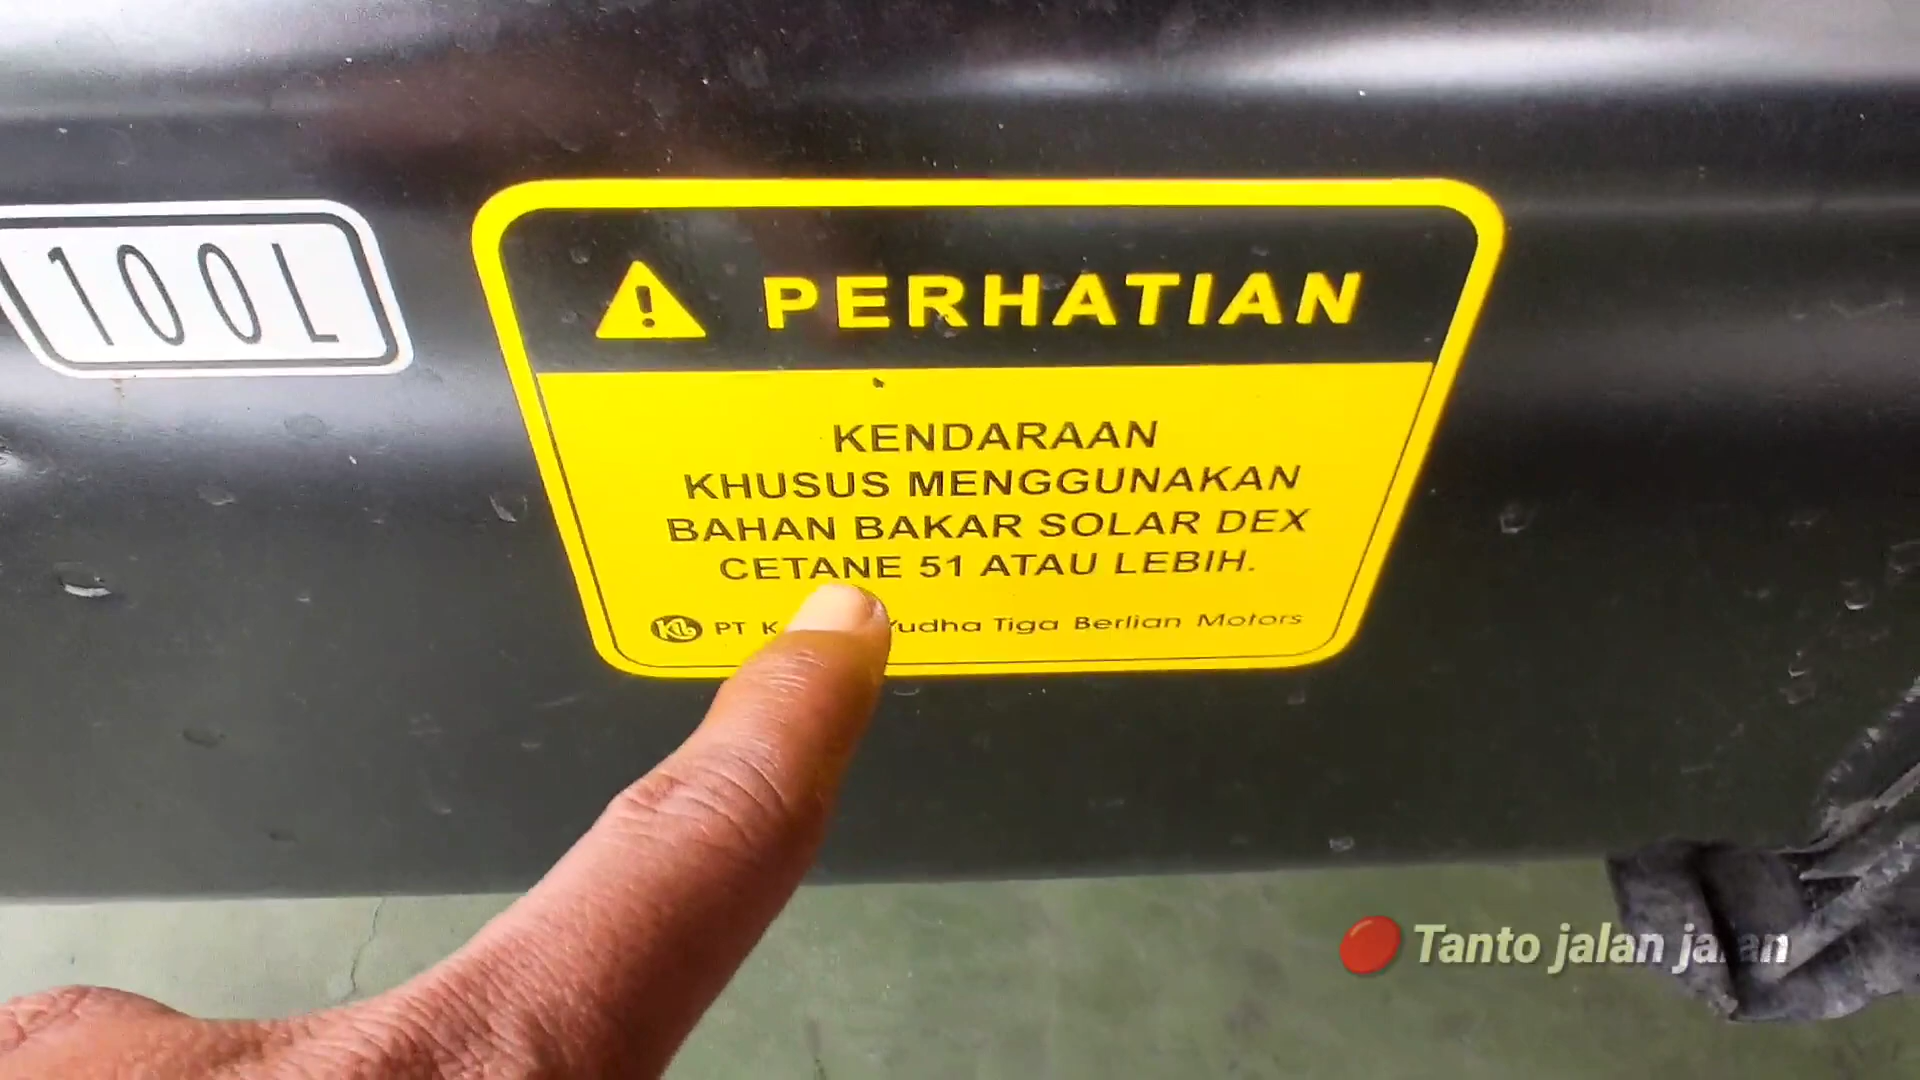 100L
PERHATIAN
KENDARAAN
KHUSUS MENGGUNAKAN
BAHAN BAKAR SOLAR DEX
CETANE 51 ATAU LEBIH.
PT Yudha Tiga Berlian Motors
Tanto jalan jalan